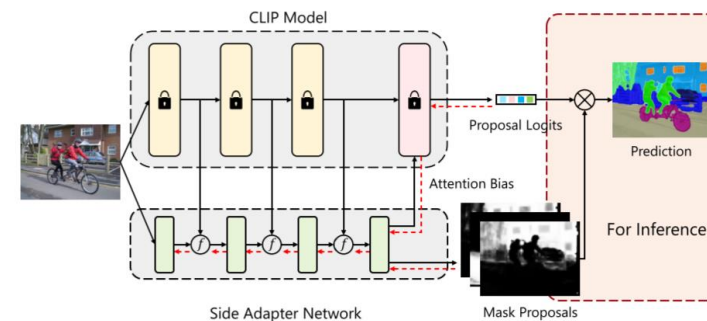 CLIP Model
Proposal Logits
Prediction
Attention Bias
For Inference
f
f
f
Side Adapter Network
Mask Proposals